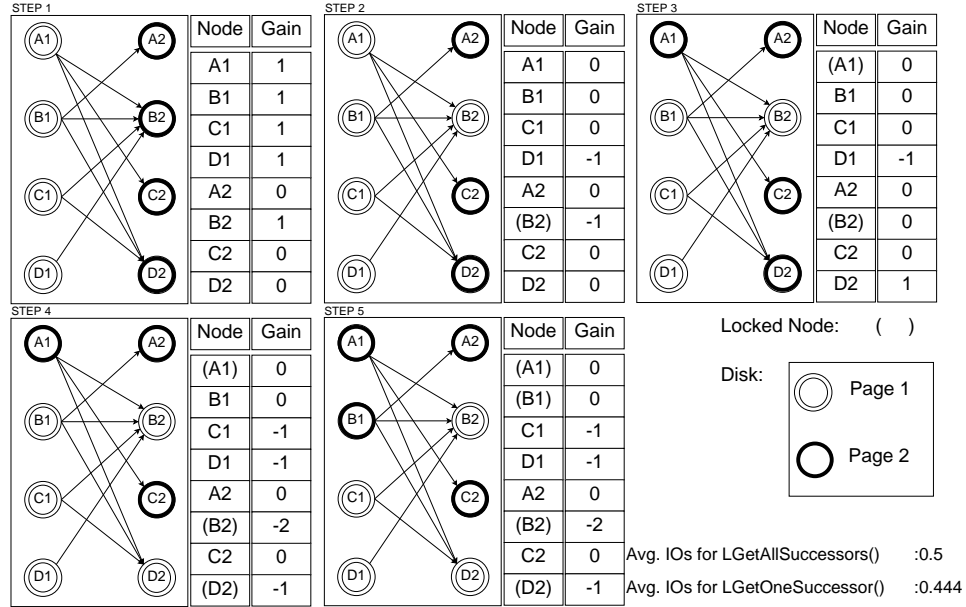 STEP 1
A1
A2
B1
B2
C1
C2
D1
D2
Node Gain
A1 1
B1 1
C1 1
D1 1
A2 0
B2 1
C2 0
D2 0
STEP 2
A1
A2
B1
B2
C1
C2
D1
D2
Node Gain
A1 0
B1 0
C1 0
D1 -1
A2 0
(B2) -1
C2 0
D2 0
STEP 3
A1
A2
B1
B2
C1
C2
D1
D2
Node Gain
(A1) 0
B1 0
C1 0
D1 -1
A2 0
(B2) 0
C2 0
D2 1
STEP 4
A1
A2
B1
B2
C1
C2
D1
D2
Node Gain
(A1) 0
B1 0
C1 -1
D1 -1
A2 0
(B2) -2
C2 0
(D2) -1
STEP 5
A1
A2
B1
B2
C1
C2
D1
D2
Node Gain
(A1) 0
(B1) 0
C1 -1
D1 -1
A2 0
(B2) -2
C2 0
(D2) -1
Locked Node: ( )
Disk:
Page 1
Page 2
Avg. IOs for LGetAllSuccessors() :0.5
Avg. IOs for LGetOneSuccessor() :0.444